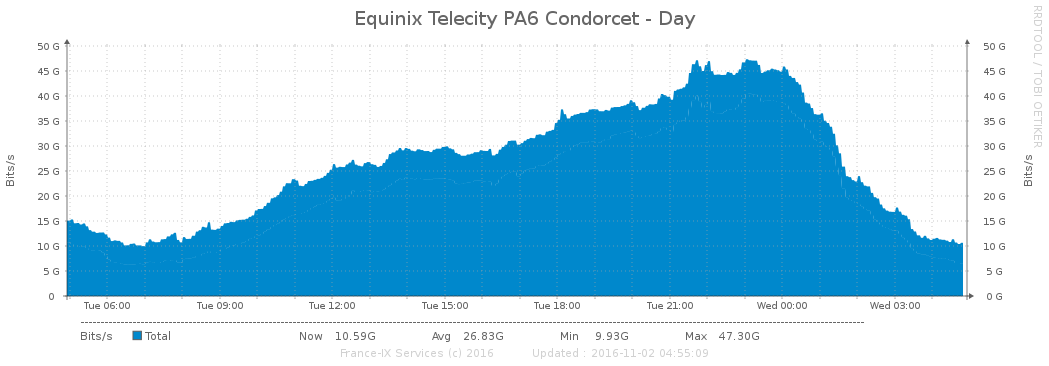 Equinix Telecity PA6 Condorcet - Day
RRDTOOL / TOBI OETIKER
Bits/s
Bits/s
50 G 50 G
45 G 45 G
40 G 40 G
35 G 35 G
30 G 30 G
25 G 25 G
20 G 20 G
15 G 15 G
10 G 10 G
5 G 5 G
0 0 G
Tue 06:00 Tue 09:00 Tue 12:00 Tue 15:00 Tue 18:00 Tue 21:00 Wed 00:00 Wed 03:00
Bits/s Total Now 10.59G Avg 26.83G Min 9.93G Max 47.30G
France-IX Services (c) 2016 Updated : 2016-11-02 04:55:09